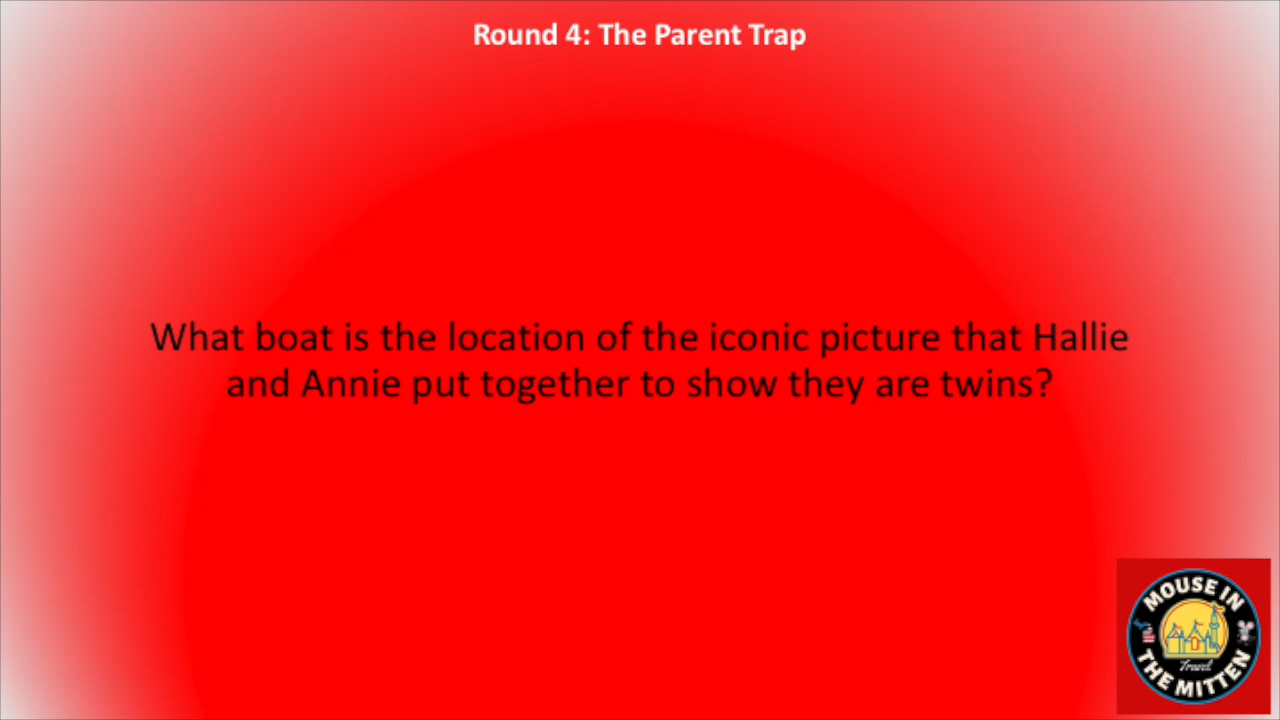 Round 4: The Parent Trap
What boat is the location of the iconic picture that Hallie
and Annie put together to show they are twins?
MOUSE IN
Travel
THE MITTEN